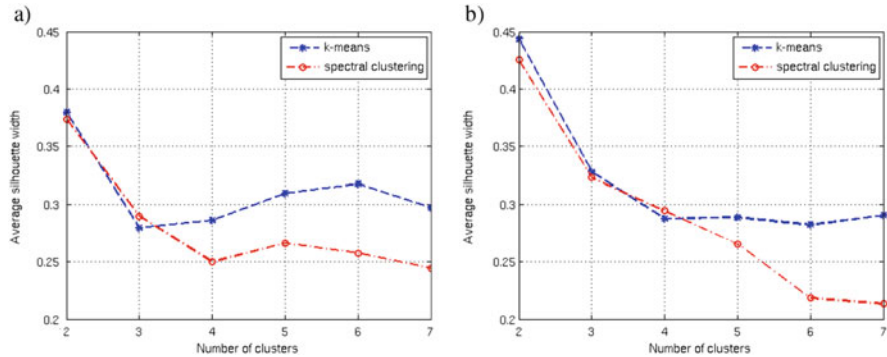 a)
0.45
0.4
0.35
0.3
0.25
0.2
Average silhouette width
k-means
spectral clustering
2 3 4 5 6 7
Number of clusters
b)
0.45
0.4
0.35
0.3
0.25
0.2
Average silhouette width
k-means
spectral clustering
2 3 4 5 6 7
Number of clusters